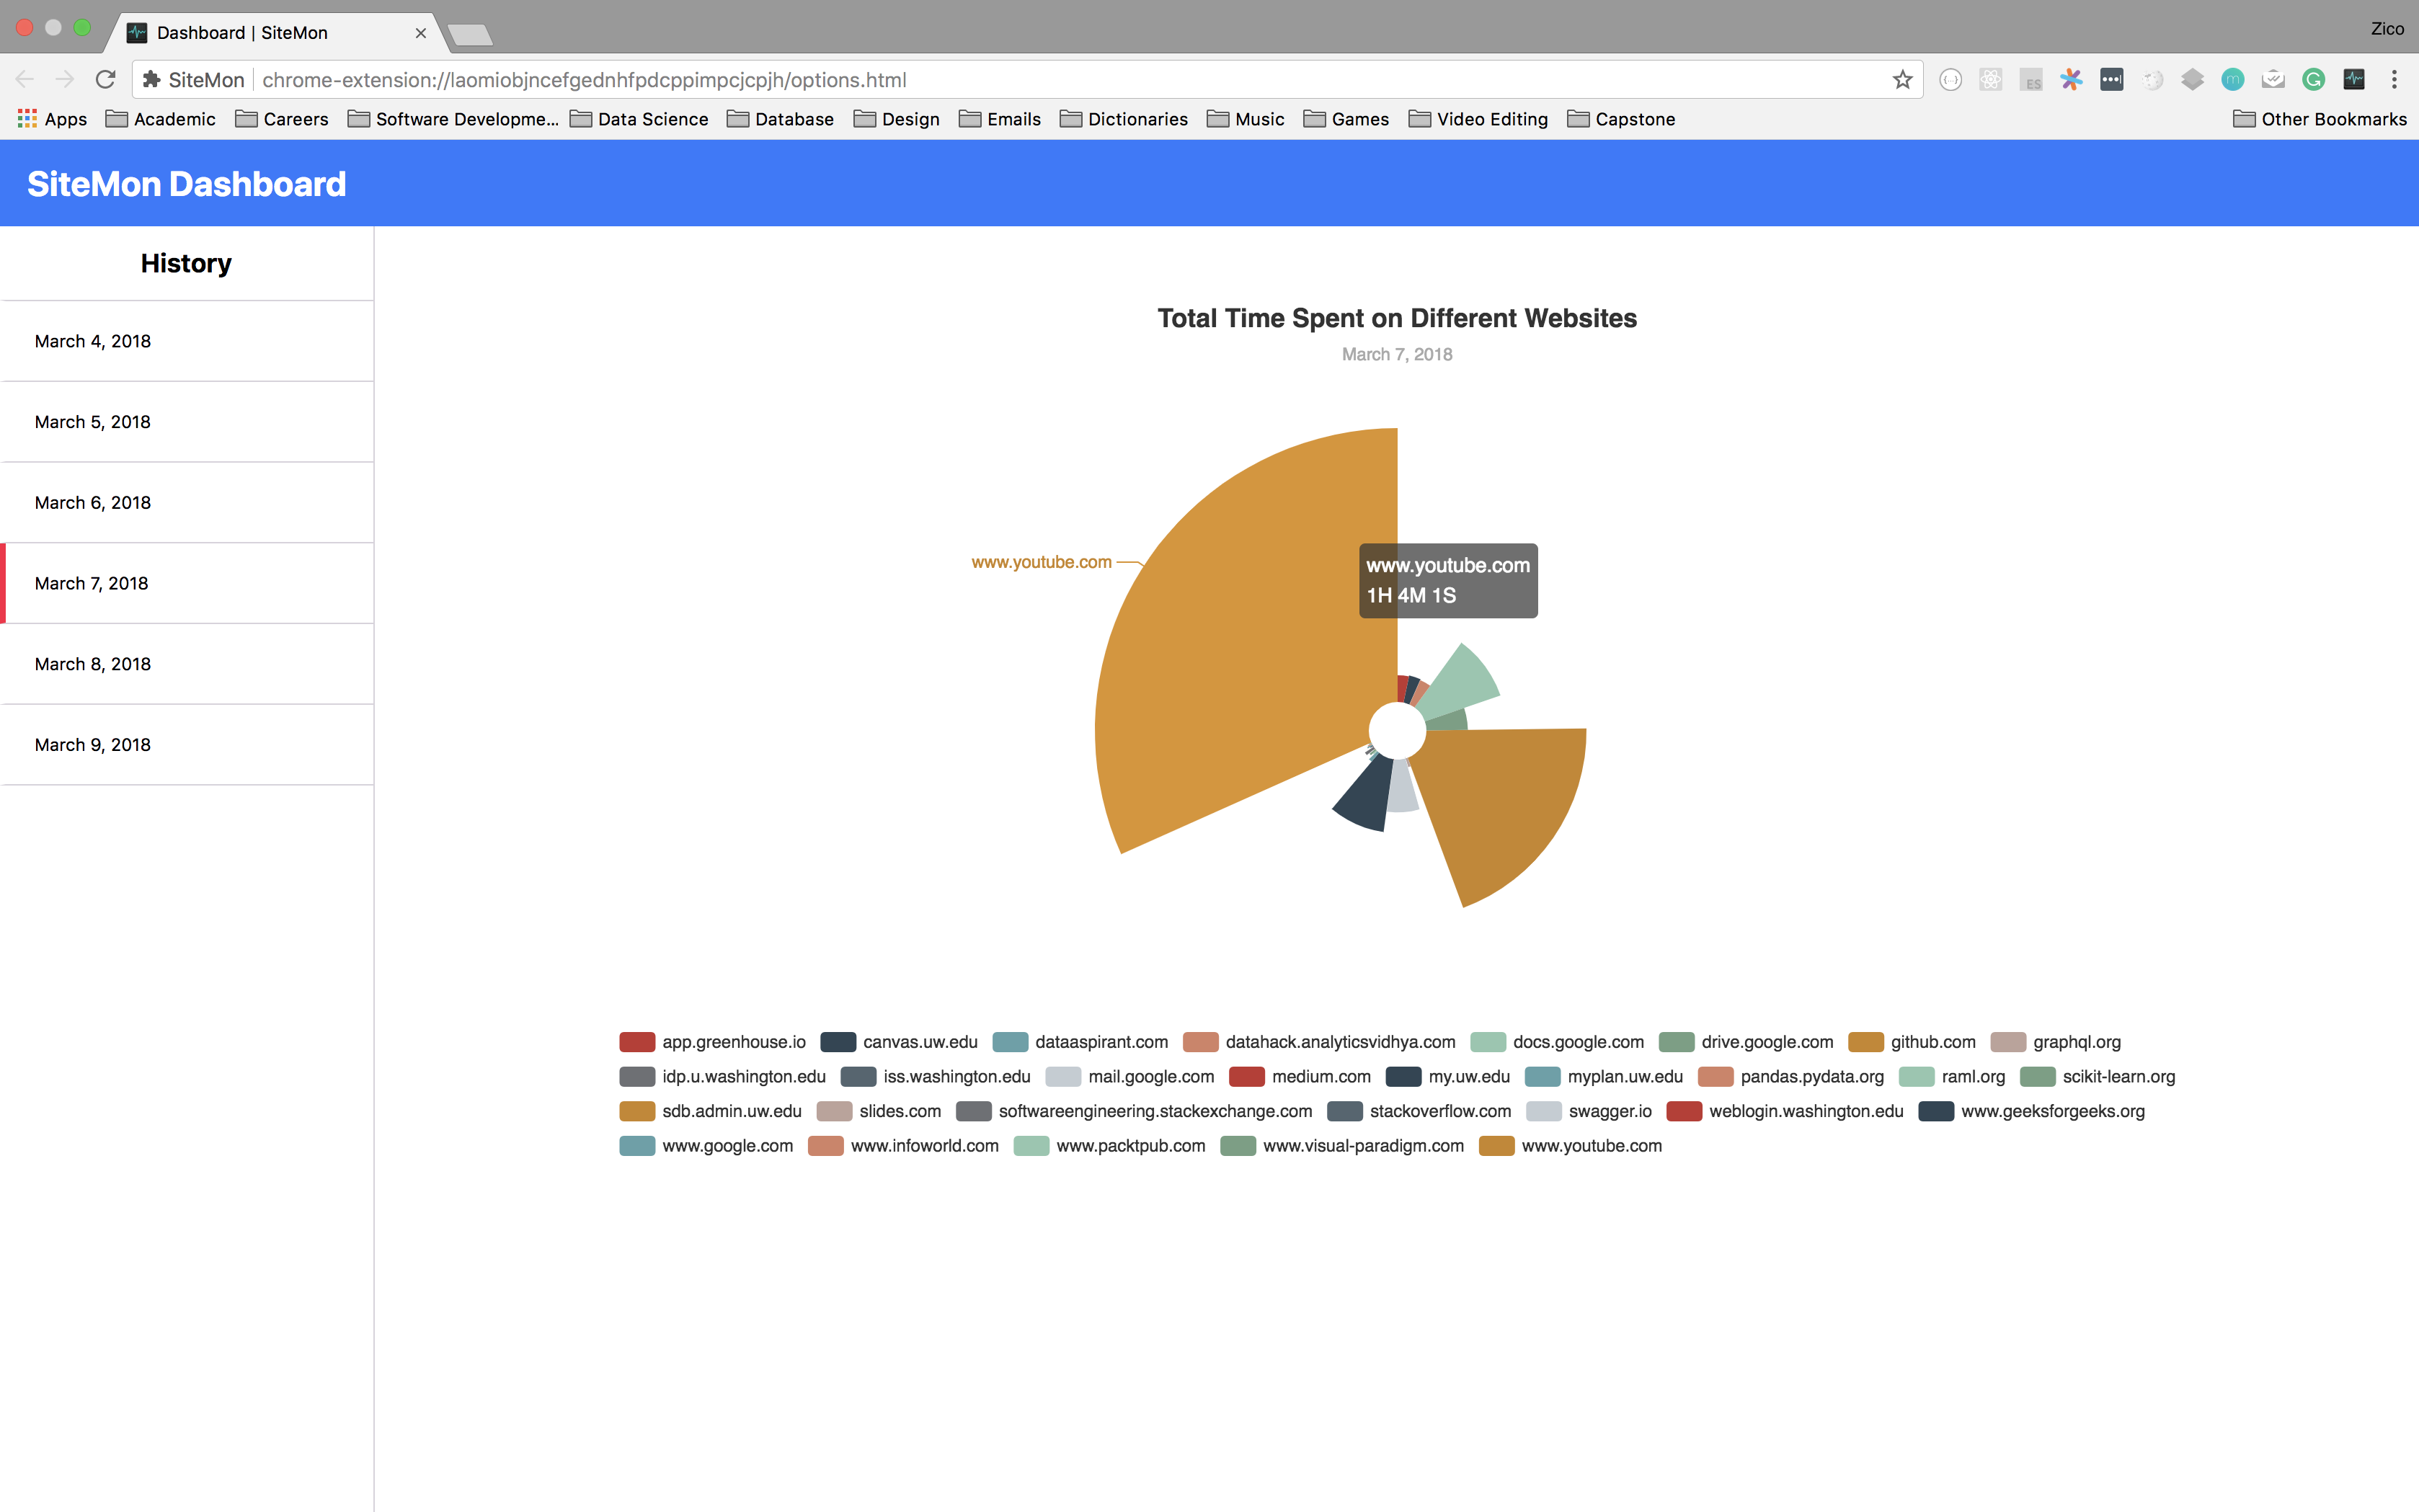 Dashboard | SiteMon
Zico
SiteMon chrome-extension://laomiobjncefgednhfpdcppimpcjcpjh/options.html
Apps Academic Careers Software Developme... Data Science Database Design Emails Dictionaries Music Games Video Editing Capstone Other Bookmarks
SiteMon Dashboard
History
March 4, 2018
March 5, 2018
March 6, 2018
March 7, 2018
March 8, 2018
March 9, 2018
Total Time Spent on Different Websites
March 7, 2018
www.youtube.com
www.youtube.com
1H 4M 1S
app.greenhouse.io canvas.uw.edu dataaspirant.com datahack.analyticsvidhya.com docs.google.com drive.google.com github.com graphql.org
idp.u.washington.edu iss.washington.edu mail.google.com medium.com my.uw.edu myplan.uw.edu pandas.pydata.org raml.org scikit-learn.org
sdb.admin.uw.edu slides.com softwareengineering.stackexchange.com stackoverflow.com swagger.io weblogin.washington.edu www.geeksforgeeks.org
www.google.com www.infoworld.com www.packtpub.com www.visual-paradigm.com www.youtube.com